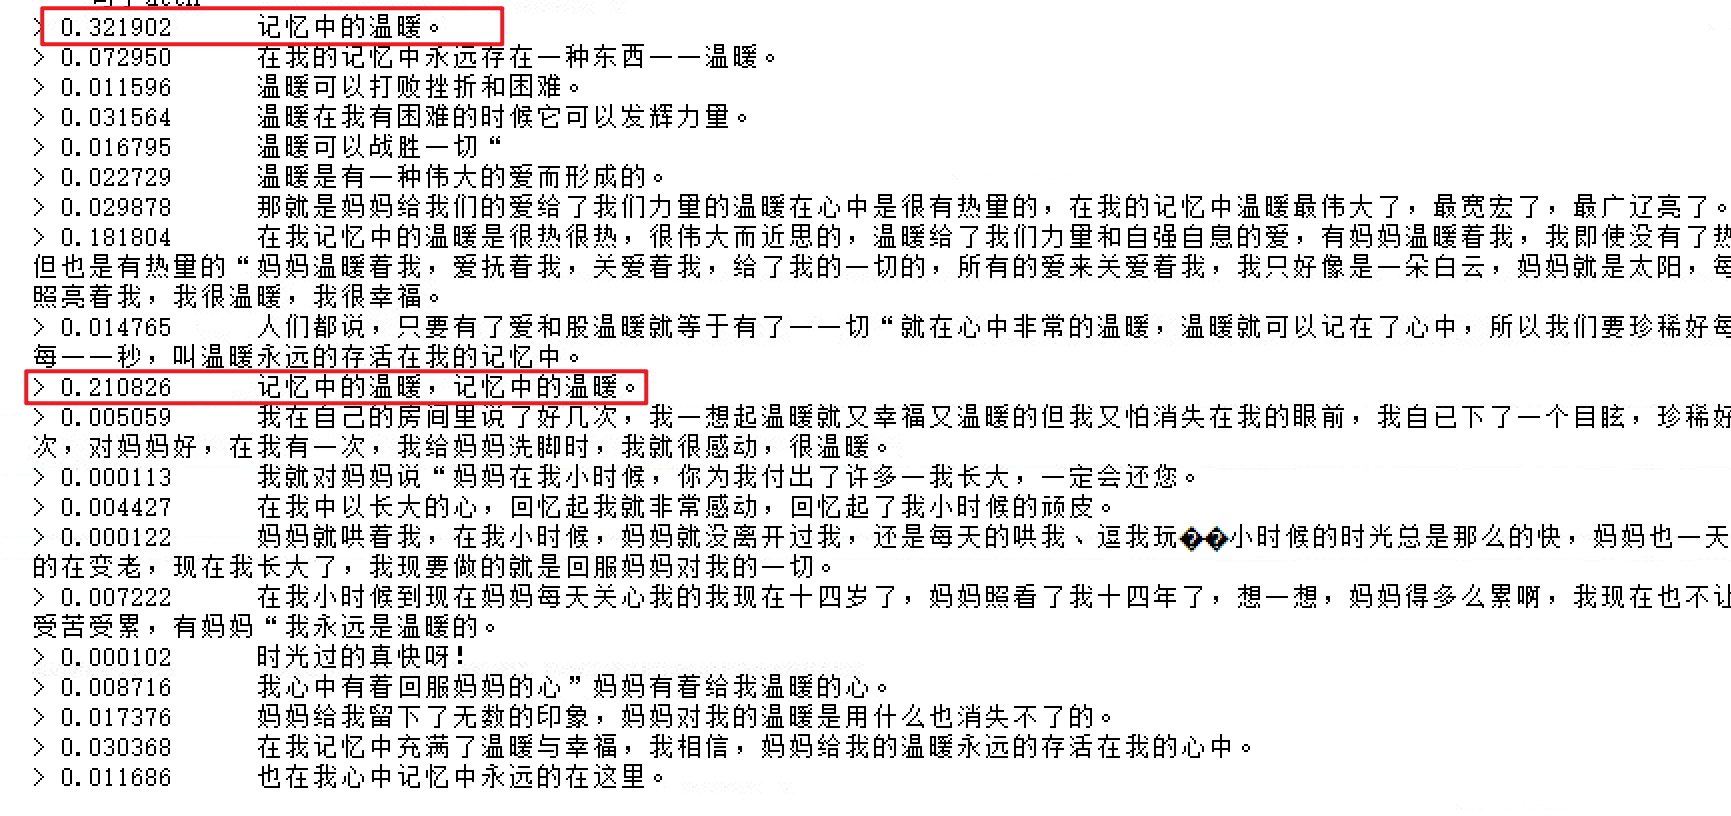 > 0.321902 记忆中的温暖。
> 0.072950 在我的记忆中永远存在一种东西——温暖。
> 0.011596 温暖可以打败挫折和困难。
> 0.031564 温暖在我有困难的时候它可以发辉力量。
> 0.016795 温暖可以战胜一切“
> 0.022729 温暖是有一种伟大的爱而形成的。
> 0.029878 那就是妈妈给我们的爱给了我们力量的温暖在心中是很有热量的，在我的记忆中温暖最伟大了，最宽宏了，最广辽亮了。
> 0.181804 在我记忆中的温暖是很热很热，很伟大而近思的，温暖给了我们力量和自强自息的爱，有妈妈温暖着我，我即使没有了热
但也是有热量的“妈妈温暖着我，爱抚着我，关爱着我，给了我的一切的，所有的爱来关爱着我，我只好像是一朵白云，妈妈就是太阳，每
照亮着我，我很温暖，我很幸福。
> 0.014765 人们都说，只要有了爱和股温暖就等于有了一一切“就在心中非常的温暖，温暖就可以记在了心中，所以我们要珍稀好每
每一一秒，叫温暖永远的存活在我的记忆中。
> 0.210826 记忆中的温暖，记忆中的温暖。
> 0.005059 我在自己的房间里说了好几次，我一想起温暖就又幸福又温暖的但我又怕消失在我的眼前，我自己下了一个目眩，珍稀好
次，对妈妈好，在我有一次，我给妈妈洗脚时，我就很感动，很温暖。
> 0.000113 我就对妈妈说“妈妈在我小时候，你为我付出了许多一我长大，一定会还您。
> 0.004427 在我中以长大的心，回忆起我就非常感动，回忆起了我小时候的顽皮。
> 0.000122 妈妈就哄着我，在我小时候，妈妈就没离开过我，还是每天的哄我、逗我玩��小时候的时光总是那么的快，妈妈也一天
的在变老，现在我长大了，我现要做的就是回服妈妈对我的一切。
> 0.007222 在我小时候到现在妈妈每天关心我的我现在十四岁了，妈妈照看了我十四年了，想一想，妈妈得多么累啊，我现在也不让
受苦受累，有妈妈“我永远是温暖的。
> 0.000102 时光过的真快呀！
> 0.008716 我心中有着回服妈妈的心”妈妈有着给我温暖的心。
> 0.017376 妈妈给我留下了无数的印象，妈妈对我的温暖是用什么也消失不了的。
> 0.030368 在我记忆中充满了温暖与幸福，我相信，妈妈给我的温暖永远的存活在我的心中。
> 0.011686 也在我心中记忆中永远的在这里。